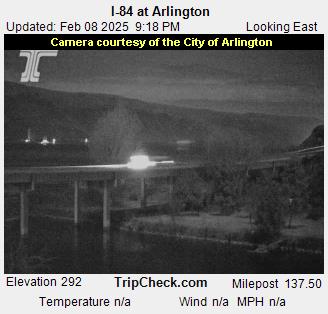 I-84 at Arlington
Updated: Feb 08 2025 9:18 PM Looking East
Camera courtesy of the City of Arlington
Elevation 292 TripCheck.com Milepost 137.50
Temperature n/a Wind n/a MPH n/a